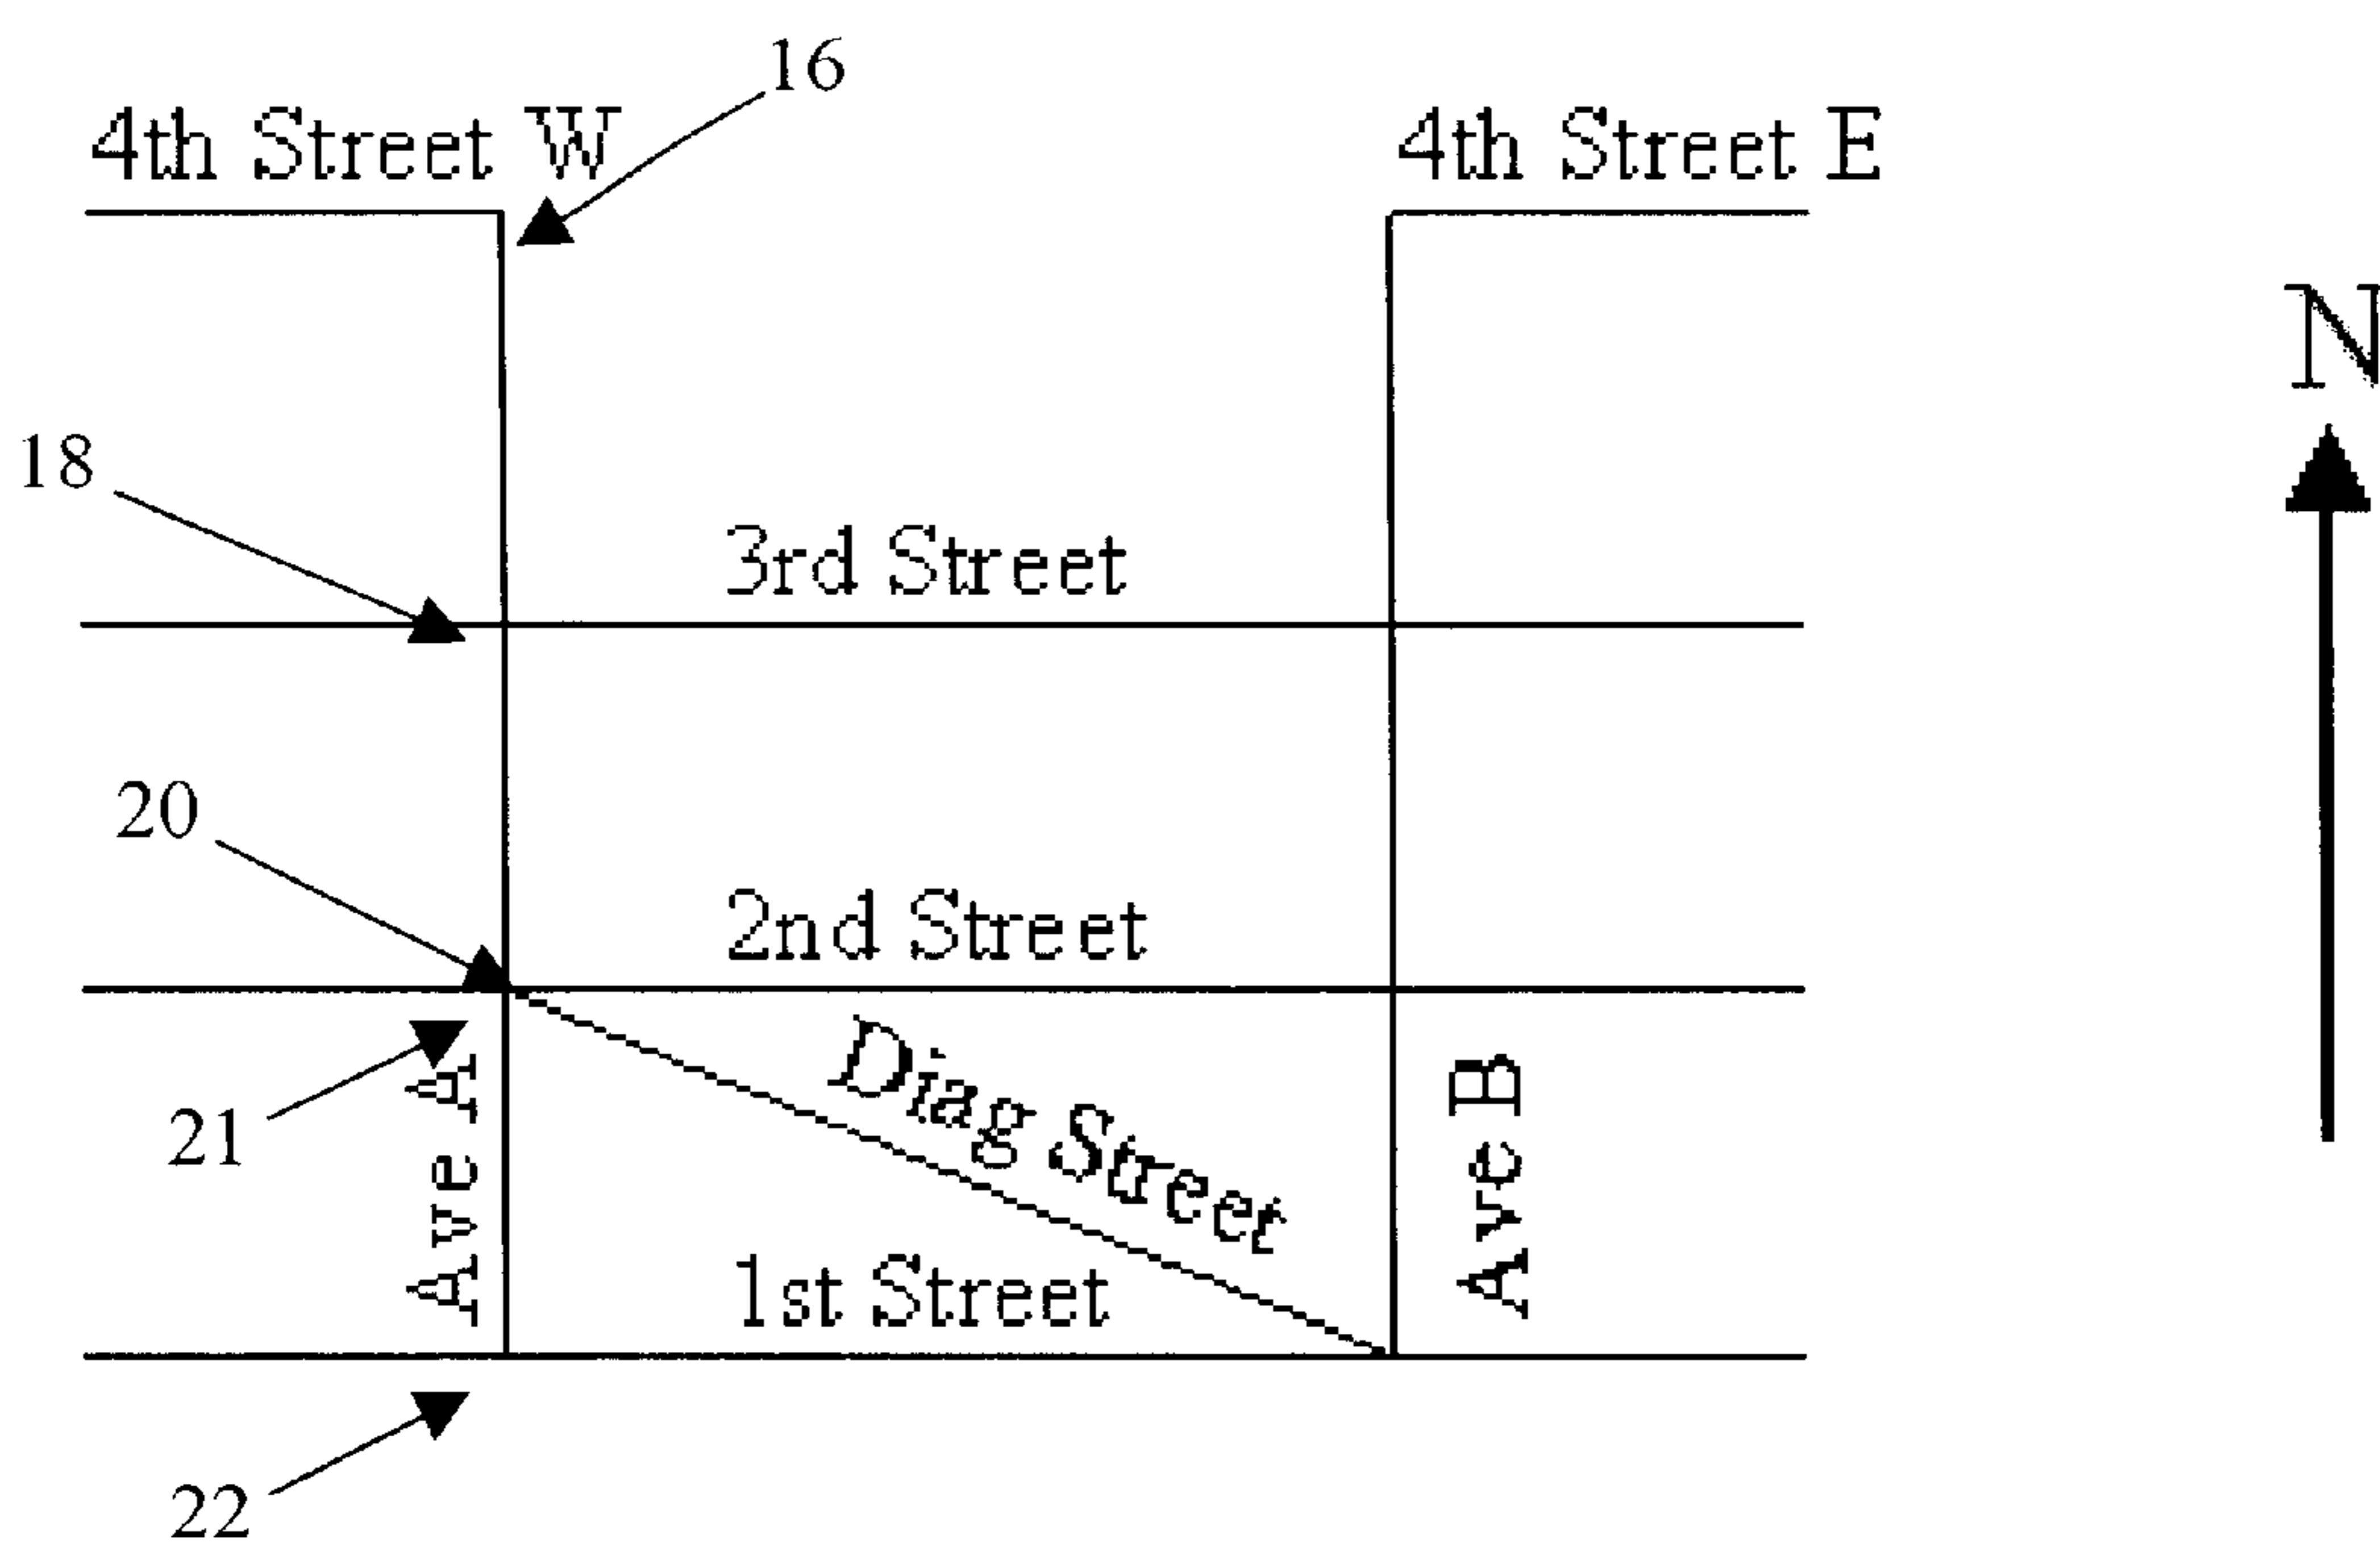 16
4th Street W
4th Street E
N
18
3rd Street
20
2nd Street
Diag Street
21
Ave A
Ave B
1st Street
22